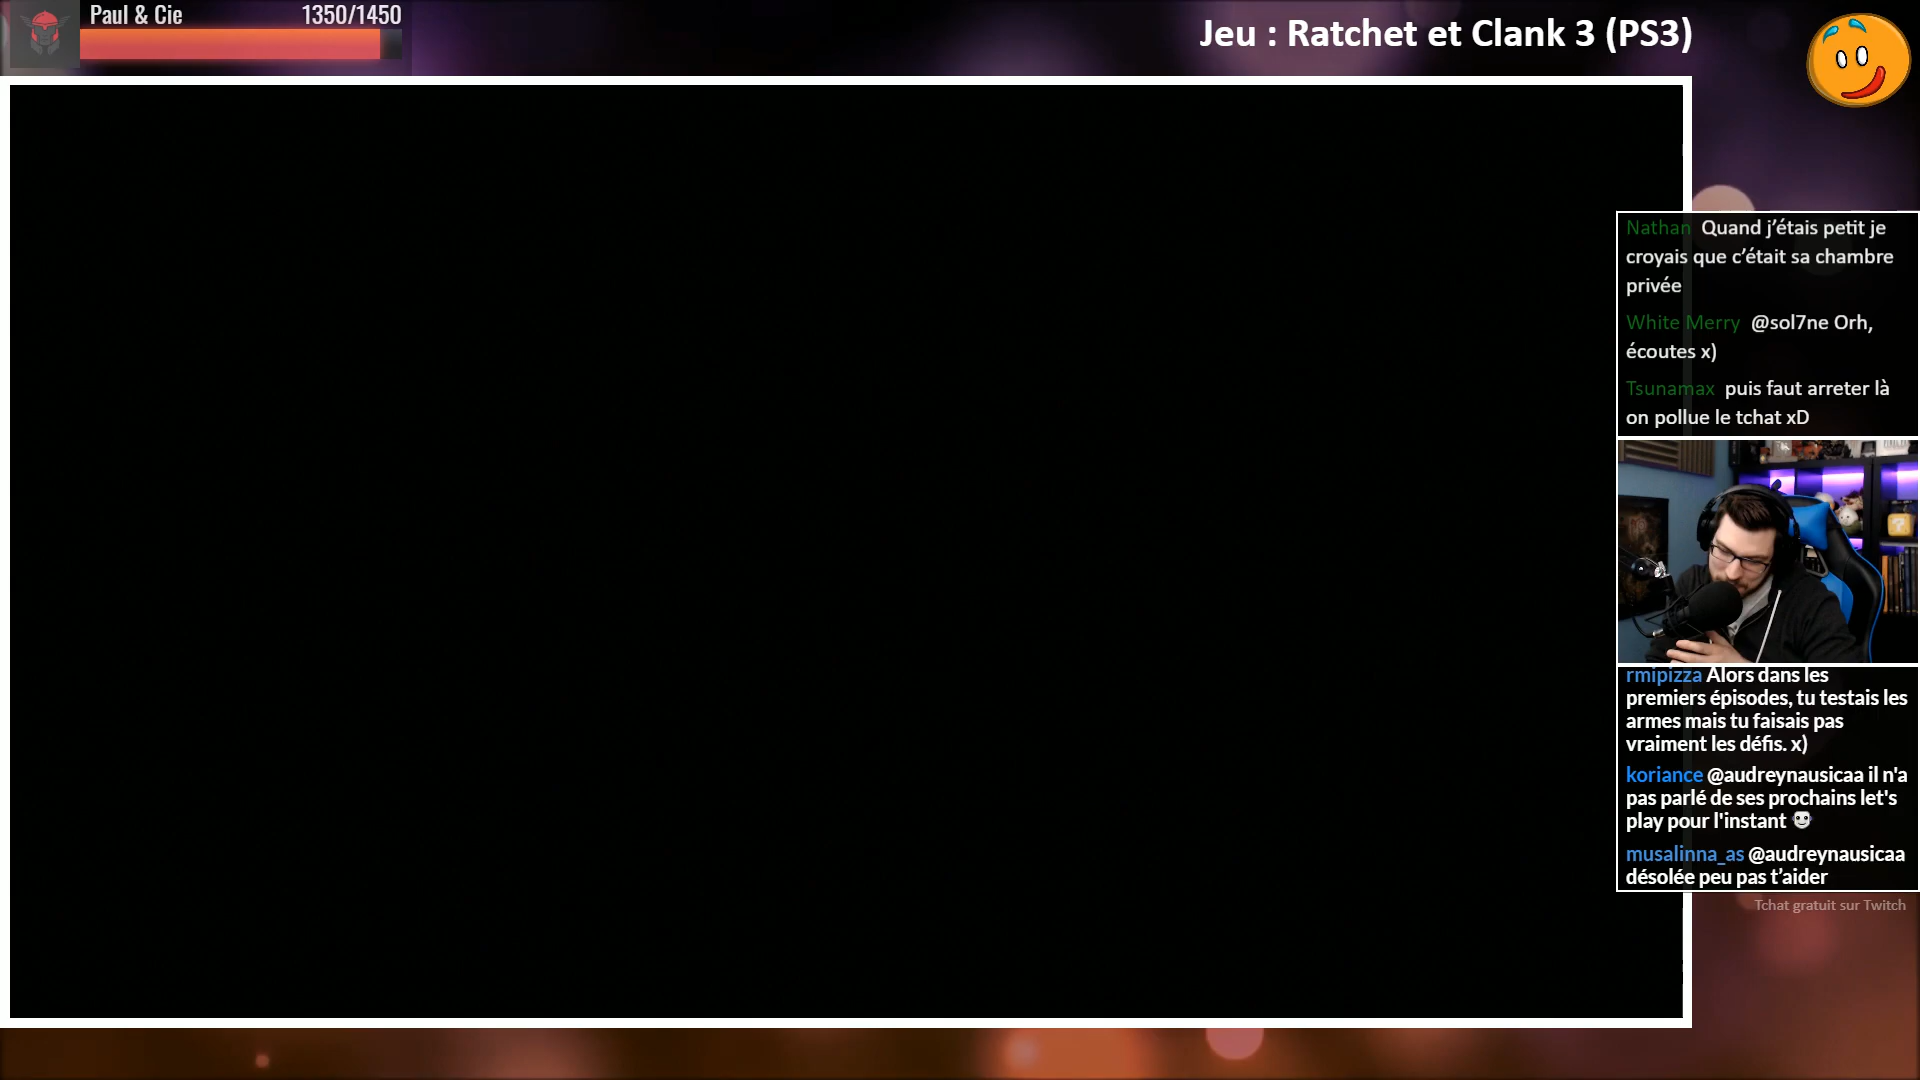 Paul & Cie 1350/1450
Jeu : Ratchet et Clank 3 (PS3)
Nathan Quand j’étais petit je
croyais que c’était sa chambre
privée
White Merry @sol7ne Orh,
écoutes x)
Tsunamax puis faut arreter là
on pollue le tchat xD
rmipizza Alors dans les
premiers épisodes, tu testais les
armes mais tu faisais pas
vraiment les défis. x)
koriance @audreynausicaa il n'a
pas parlé de ses prochains let's
play pour l'instant
musalinna_as @audreynausicaa
désolée peu pas t’aider
Tchat gratuit sur Twitch